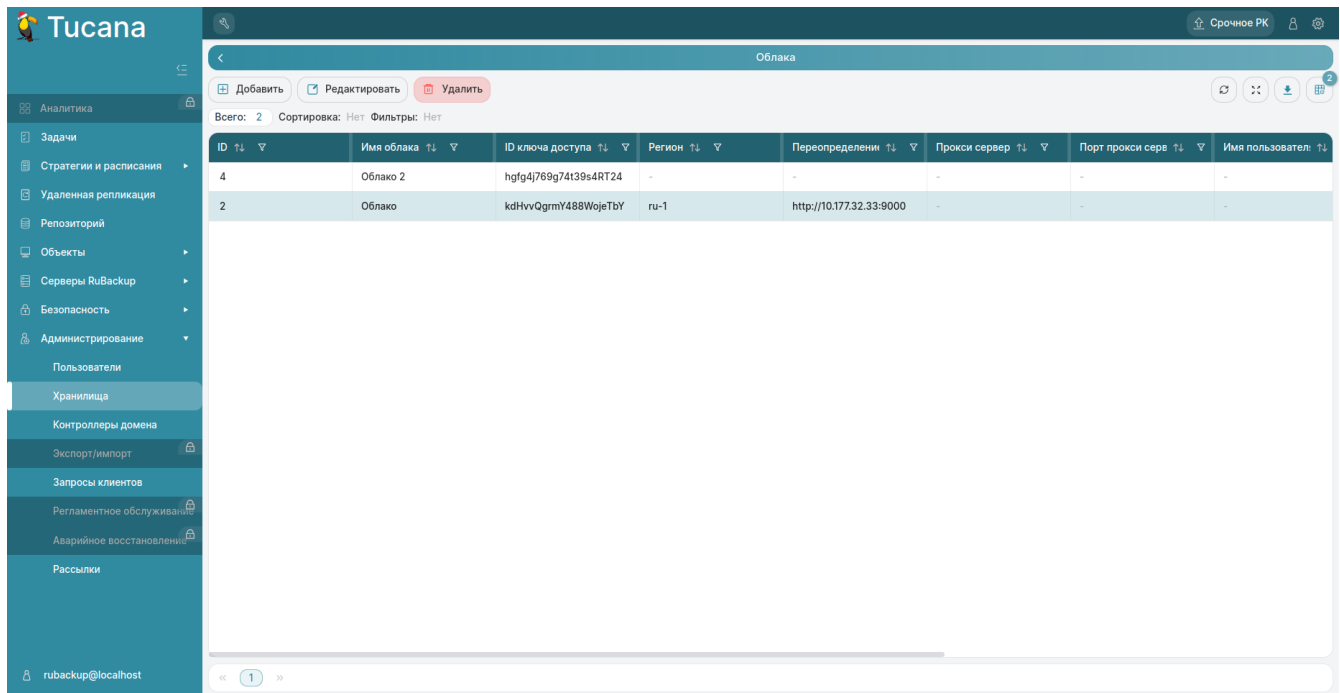 Tucana
Срочное РК
Аналитика
Задачи
Стратегии и расписания
Удаленная репликация
Репозиторий
Объекты
Серверы RuBackup
Безопасность
Администрирование
Пользователи
Хранилища
Контроллеры домена
Экспорт/импорт
Запросы клиентов
Регламентное обслуживание
Аварийное восстановление
Рассылки
rubackup@localhost
Облака
Добавить Редактировать Удалить 2
Всего: 2 Сортировка: Нет Фильтры: Нет
ID Имя облака ID ключа доступа Регион Переопределени Прокси сервер Порт прокси серв Имя пользовател
4 Облако 2 hgfg4j769g74t39s4RT24 - - - - -
2 Облако kdHvvQgrmY488WojeTbY ru-1 http://10.177.32.33:9000 - - -
« 1 »